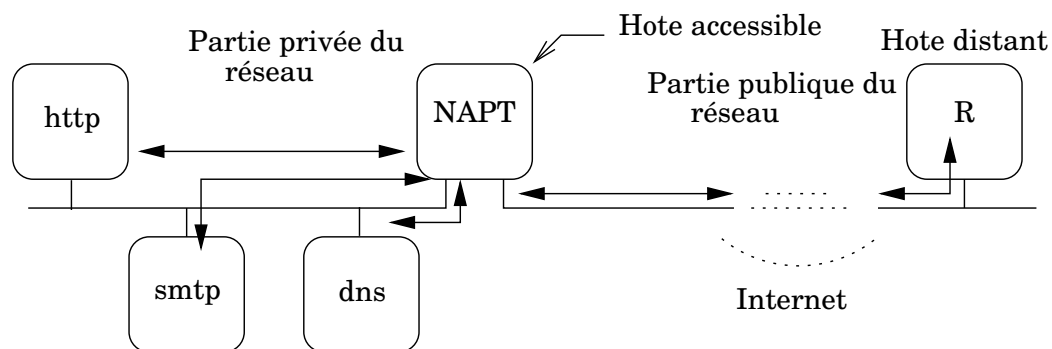 Hote accessible
Partie privée du
réseau
Hote distant
Partie publique du
réseau
http
NAPT
R
smtp
dns
Internet